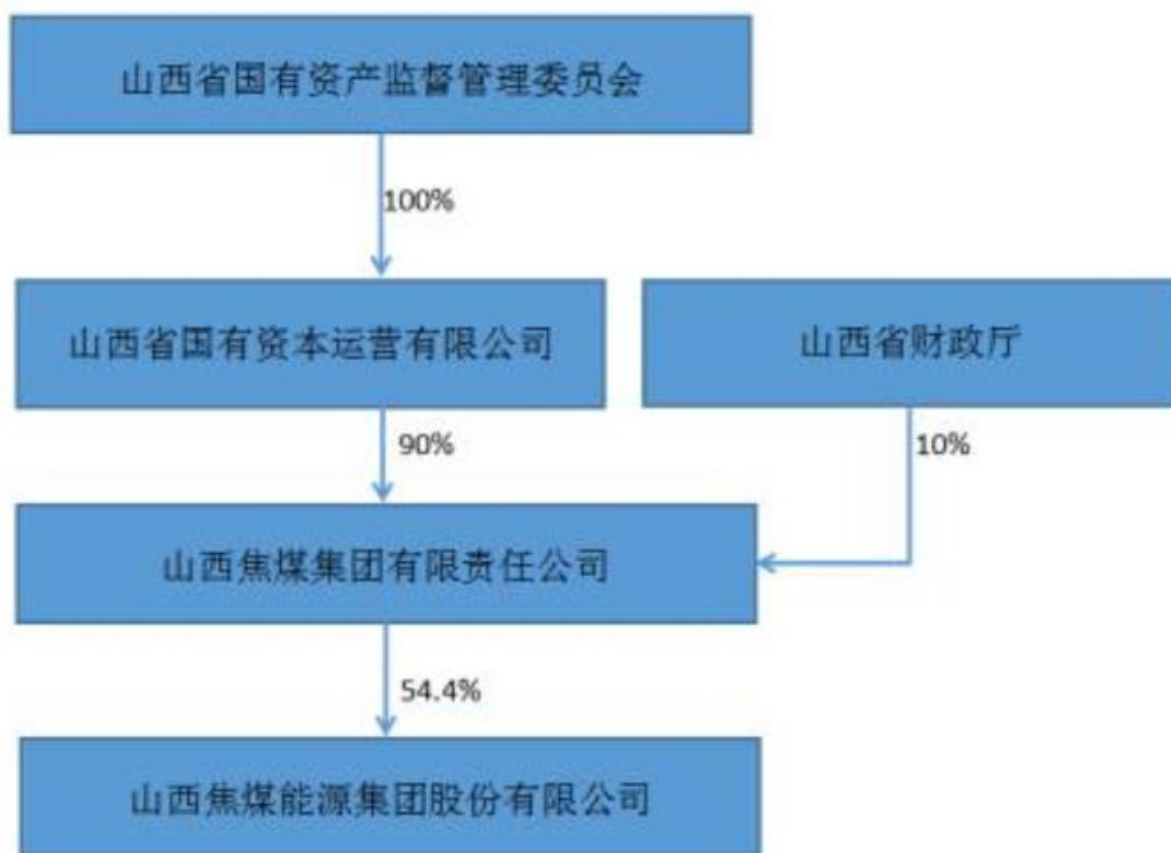 山西省国有资产监督管理委员会
100%
山西省国有资本运营有限公司
山西省财政厅
90%
10%
山西焦煤集团有限责任公司
54.4%
山西焦煤能源集团股份有限公司